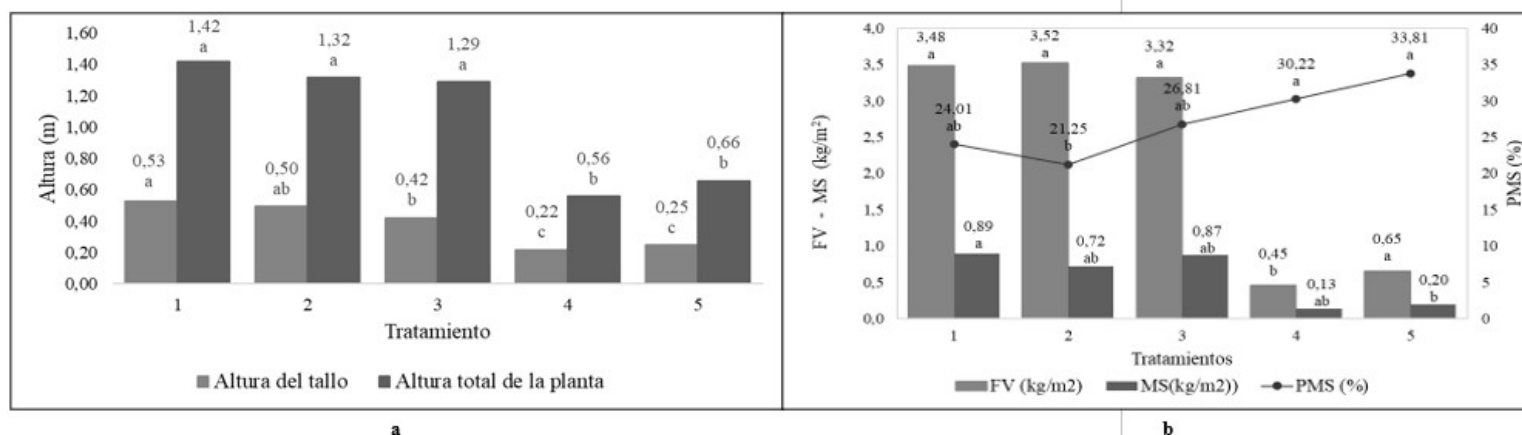 1,60
1,40
1,20
1,00
0,80
0,60
0,40
0,20
0,00
Altura (m)
0,53
a
1,42
a
0,50
ab
1,32
a
0,42
b
1,29
a
0,22
c
0,56
b
0,25
c
0,66
b
1 2 3 4 5
Tratamiento
Altura del tallo Altura total de la planta
a
4,0
3,5
3,0
2,5
2,0
1,5
1,0
0,5
0,0
FV - MS (kg/m²)
3,48
a
24,01
ab
0,89
a
3,52
a
21,25
b
0,72
ab
3,32
a
26,81
ab
0,87
ab
30,22
a
0,45
b
0,13
ab
33,81
a
0,65
a
0,20
b
40
35
30
25
20
15
10
5
0
PMS (%)
1 2 3 4 5
Tratamientos
FV (kg/m2) MS(kg/m2)) PMS (%)
b